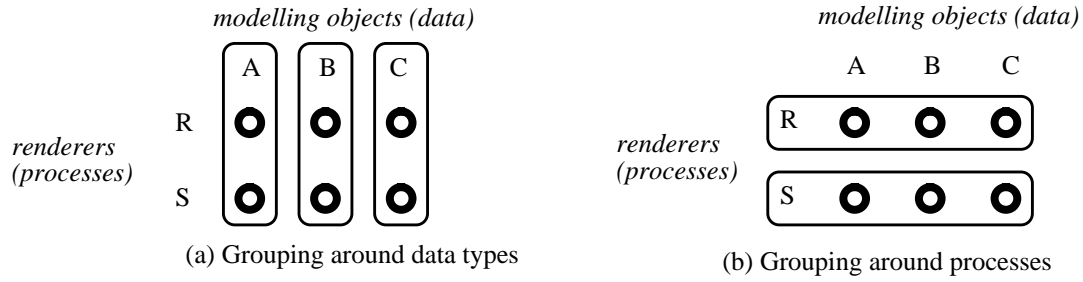 modelling objects (data)
A B C
R
renderers
(processes)
S
(a) Grouping around data types
modelling objects (data)
A B C
R
renderers
(processes)
S
(b) Grouping around processes